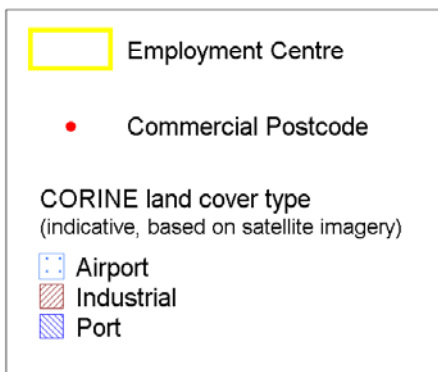 Employment Centre
Commercial Postcode
CORINE land cover type
(indicative, based on satellite imagery)
Airport
Industrial
Port